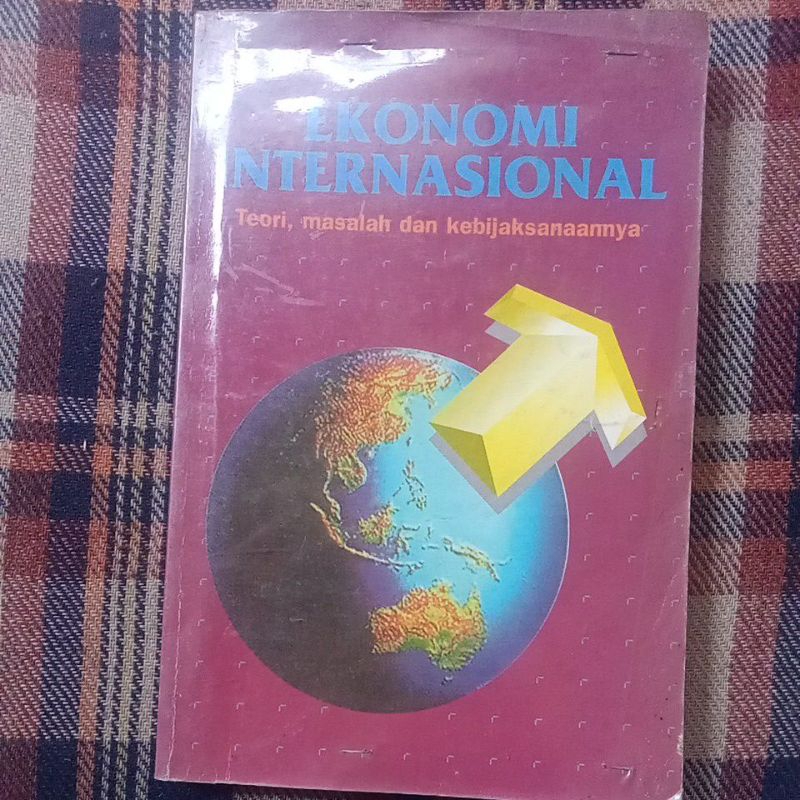 EKONOMI
INTERNASIONAL
Teori, masalah dan kebijaksanaannya